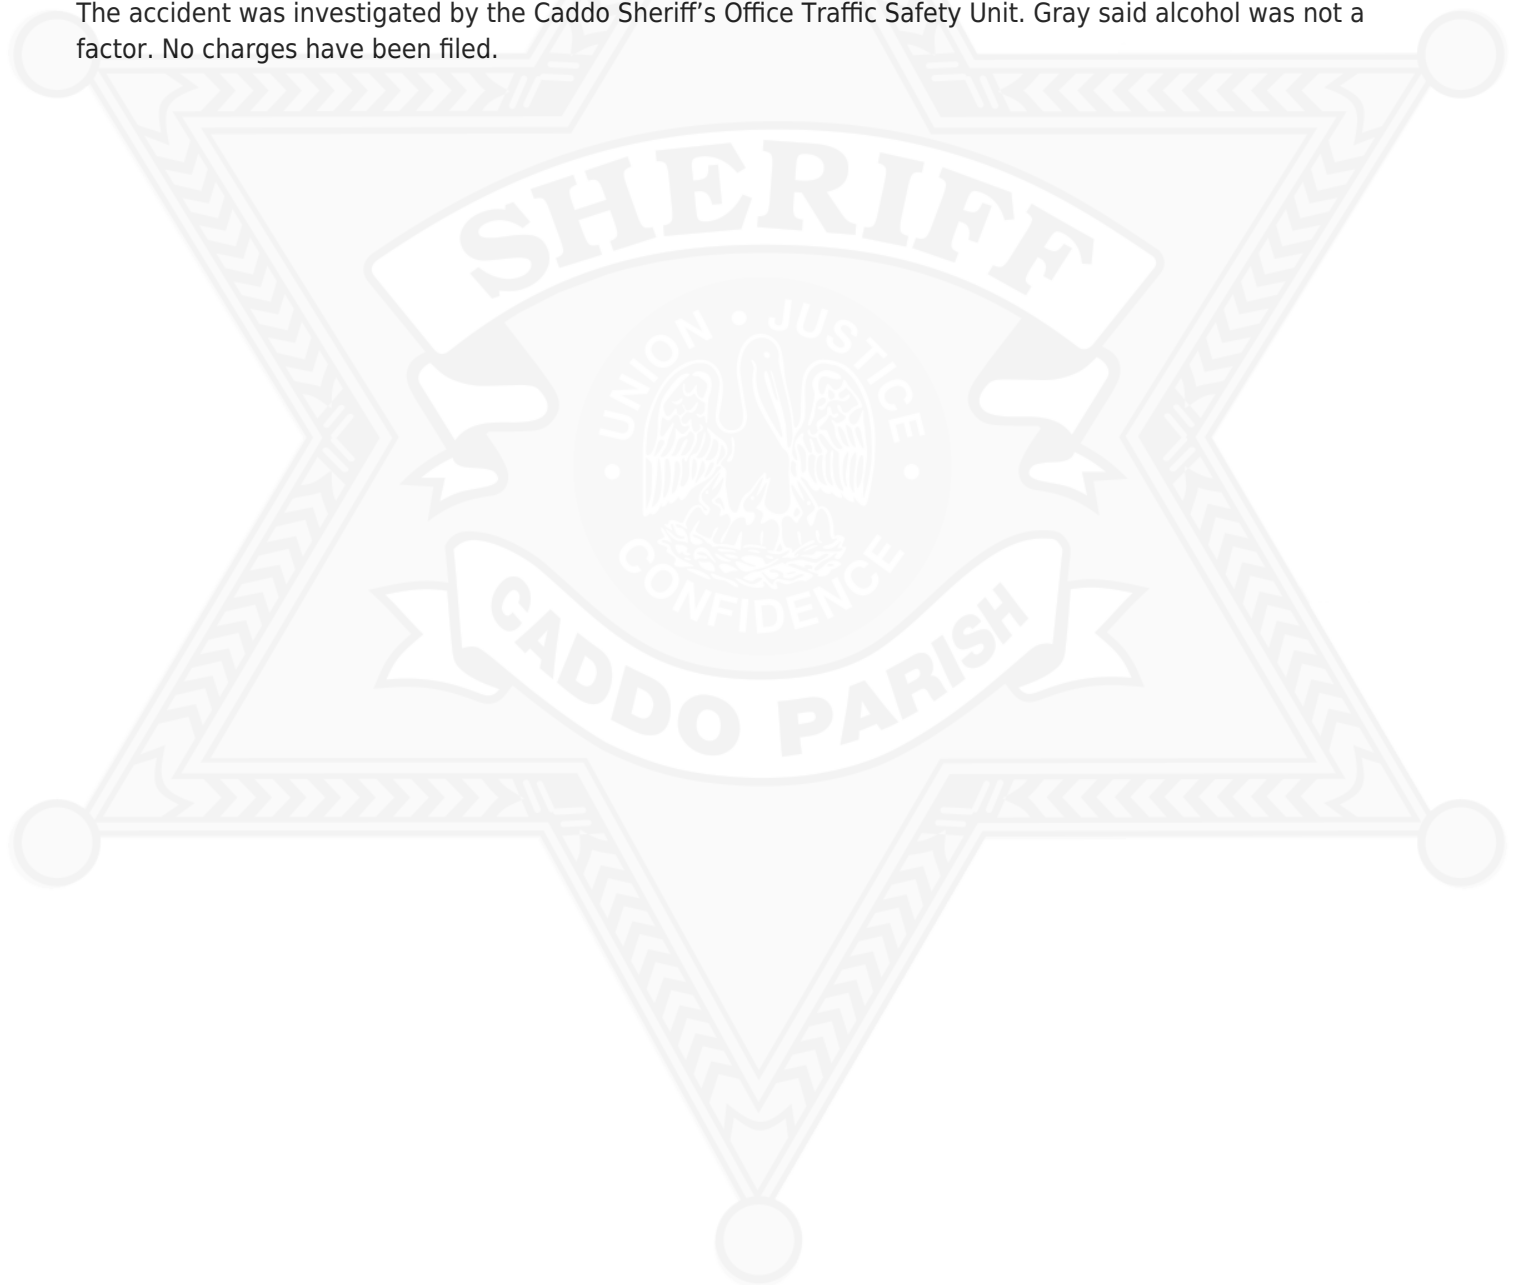 The accident was investigated by the Caddo Sheriff’s Office Traffic Safety Unit. Gray said alcohol was not a
factor. No charges have been filed.
SHERIFF
UNION • JUSTICE
• CONFIDENCE •
CADDO PARISH